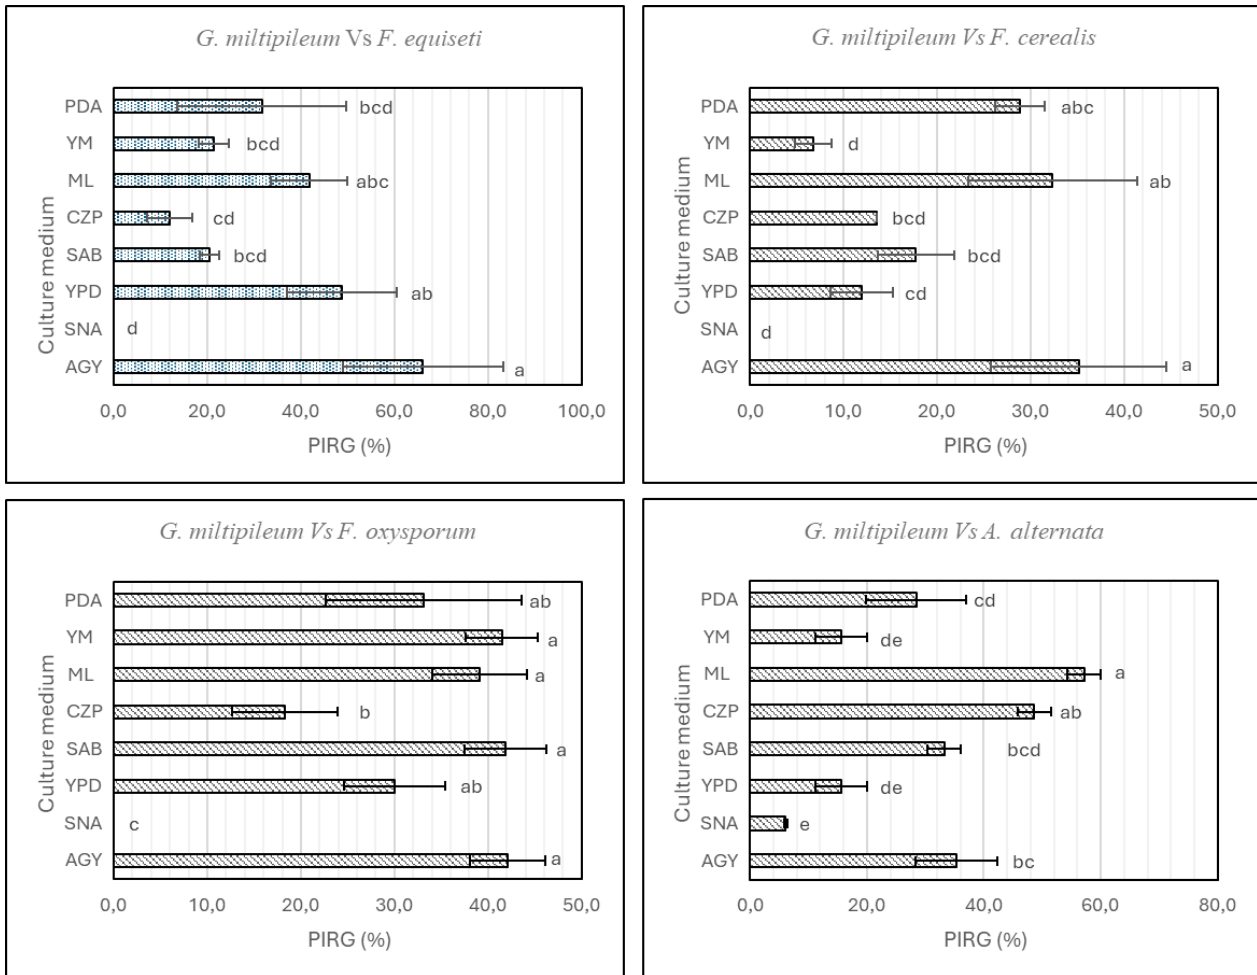 G. miltipileum Vs F. equiseti
Culture medium
PDA
bcd
YM
bcd
ML
abc
CZP
cd
SAB
bcd
YPD
ab
SNA
d
AGY
a
0,0 20,0 40,0 60,0 80,0 100,0
PIRG (%)
G. miltipileum Vs F. cerealis
Culture medium
PDA
abc
YM
d
ML
ab
CZP
bcd
SAB
bcd
YPD
cd
SNA
d
AGY
a
0,0 10,0 20,0 30,0 40,0 50,0
PIRG (%)
G. miltipileum Vs F. oxysporum
Culture medium
PDA
ab
YM
a
ML
a
CZP
b
SAB
a
YPD
ab
SNA
c
AGY
a
0,0 10,0 20,0 30,0 40,0 50,0
PIRG (%)
G. miltipileum Vs A. alternata
Culture medium
PDA
cd
YM
de
ML
a
CZP
ab
SAB
bcd
YPD
de
SNA
e
AGY
bc
0,0 20,0 40,0 60,0 80,0
PIRG (%)